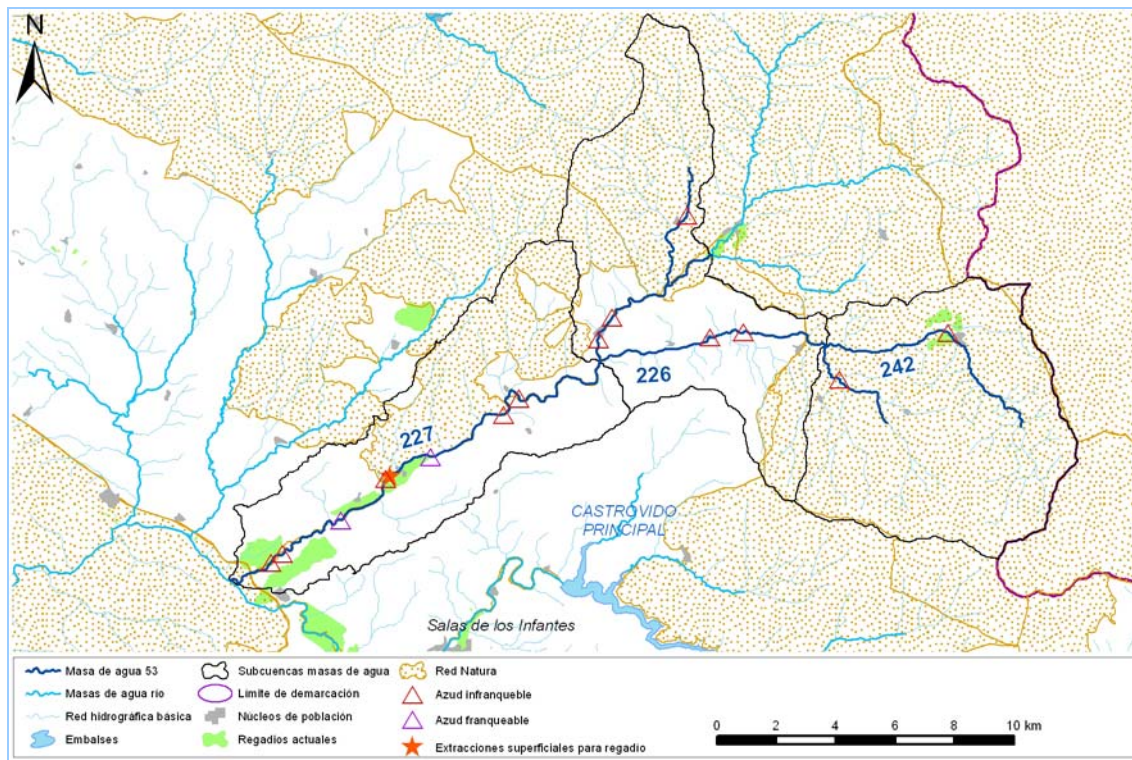 N
226
242
227
CASTROVIDO
PRINCIPAL
Salas de los Infantes
Masa de agua 53
Masas de agua río
Red hidrográfica básica
Embalses
Subcuencas masas de agua
Límite de demarcación
Núcleos de población
Regadíos actuales
Red Natura
Azud infranqueable
Azud franqueable
Extracciones superficiales para regadío
0 2 4 6 8 10 km